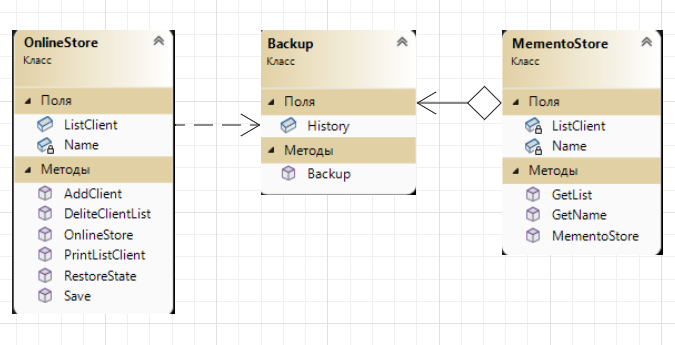 OnlineStore
Класс
Поля
ListClient
Name
Методы
AddClient
DeliteClientList
OnlineStore
PrintListClient
RestoreState
Save
Backup
Класс
Поля
History
Методы
Backup
MementoStore
Класс
Поля
ListClient
Name
Методы
GetList
GetName
MementoStore